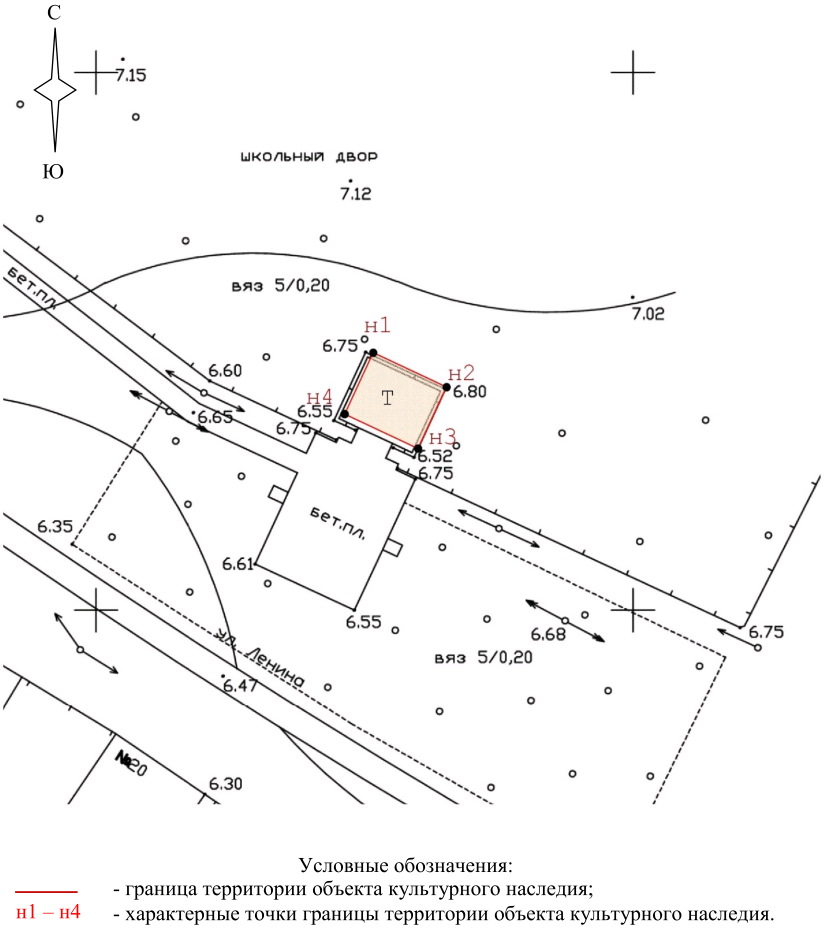 С
7.15
Ю
ШКОЛЬНЫЙ ДВОР
7.12
бет.пл.
вяз 5/0,20
7.02
н1
6.75
6.60
н2
6.80
н4
Т
6.55
6.65
6.75
н3
6.52
6.75
6.35
бет.пл.
6.61
6.55
6.68
6.75
ул. Ленина
вяз 5/0,20
6.47
№20
6.30
Условные обозначения:
- граница территории объекта культурного наследия;
н1 – н4 - характерные точки границы территории объекта культурного наследия.